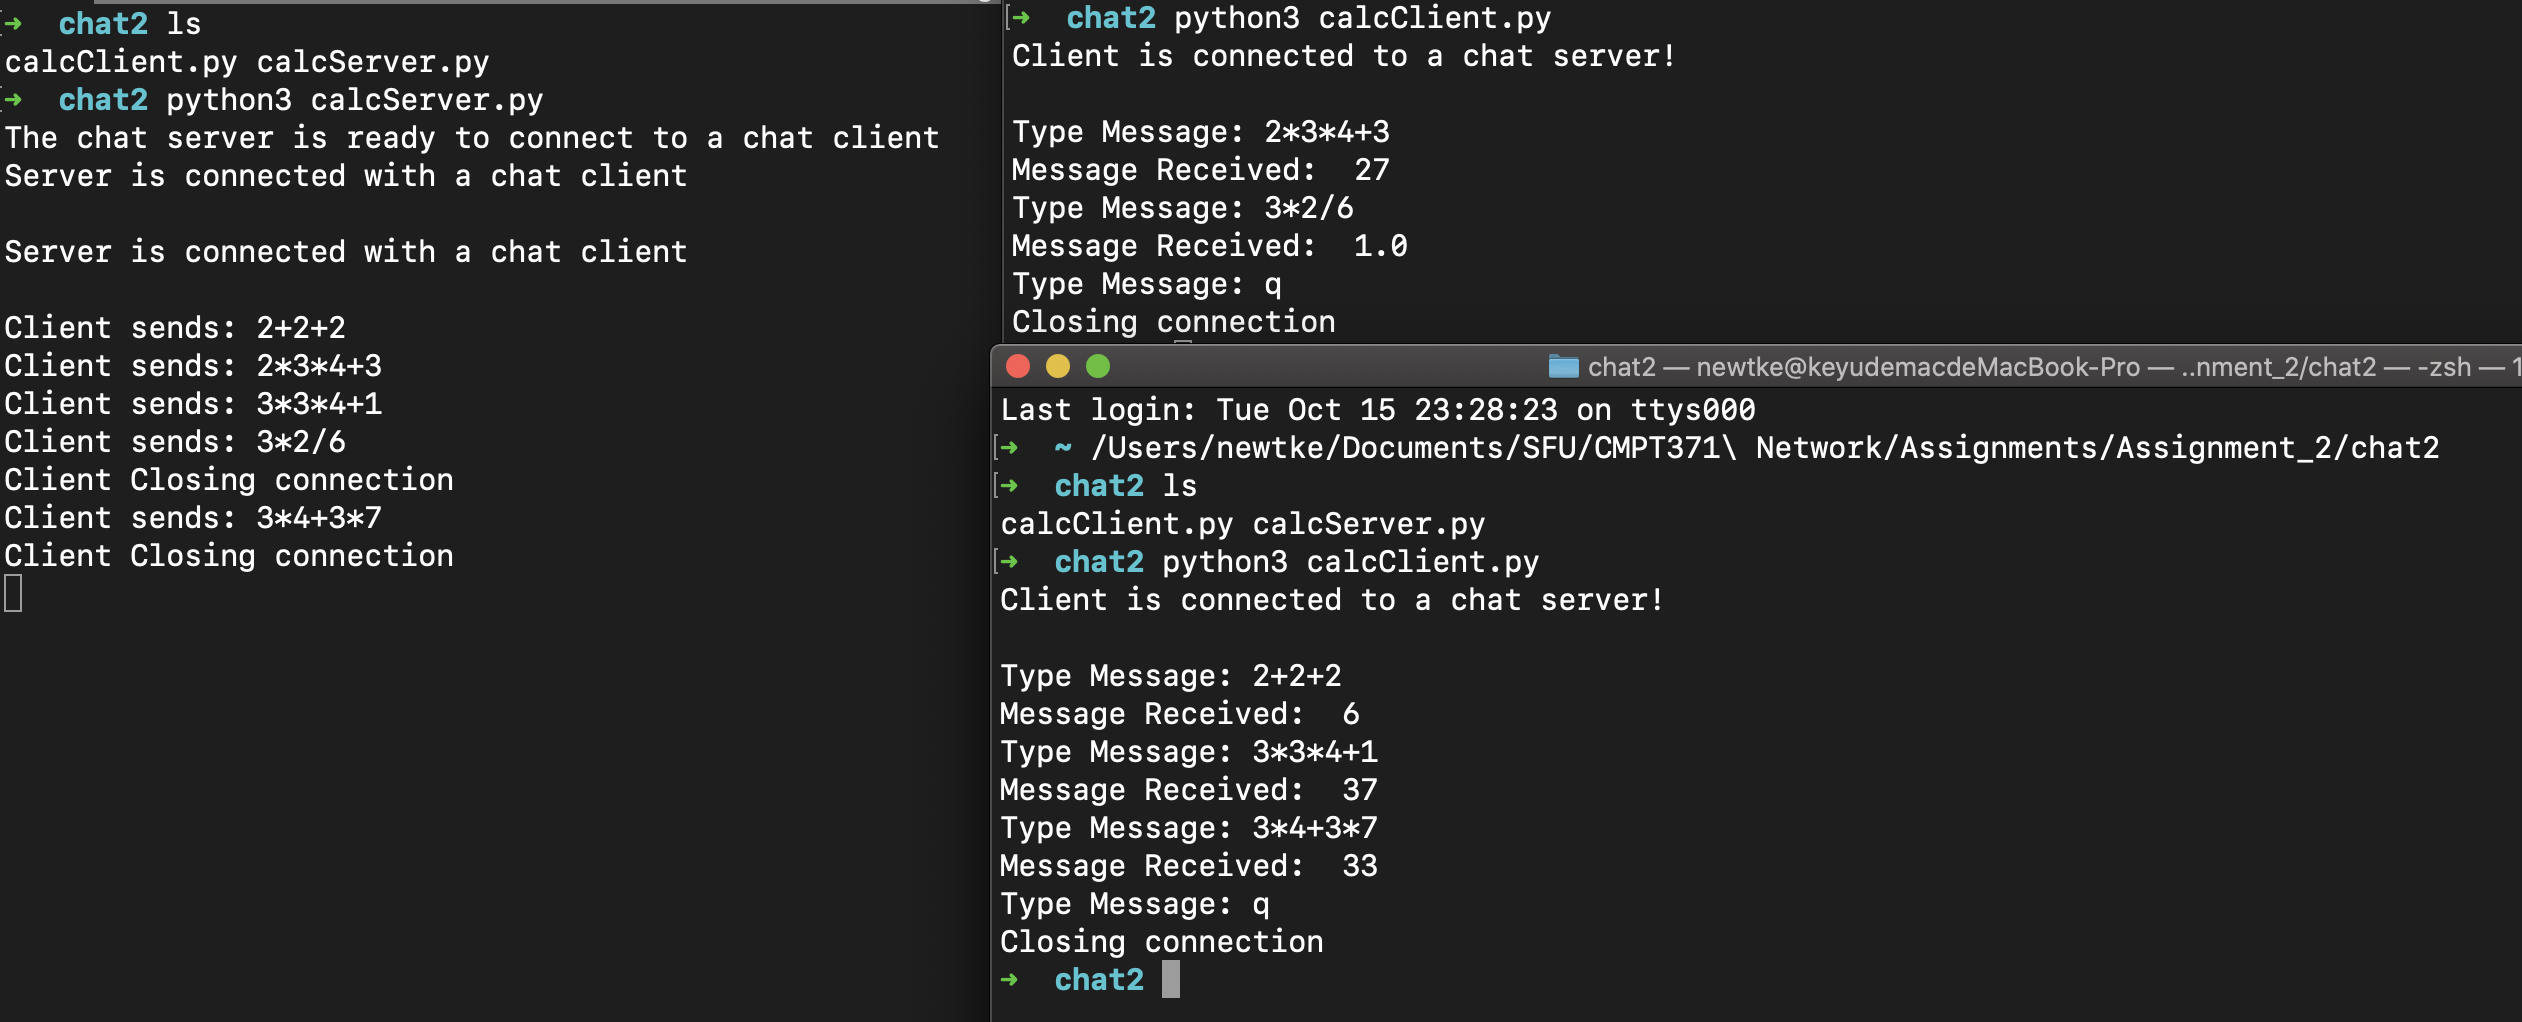 ➜ chat2 ls
calcClient.py calcServer.py
➜ chat2 python3 calcServer.py
The chat server is ready to connect to a chat client
Server is connected with a chat client
Server is connected with a chat client
Client sends: 2+2+2
Client sends: 2*3*4+3
Client sends: 3*3*4+1
Client sends: 3*2/6
Client Closing connection
Client sends: 3*4+3*7
Client Closing connection
➜ chat2 python3 calcClient.py
Client is connected to a chat server!
Type Message: 2*3*4+3
Message Received:  27
Type Message: 3*2/6
Message Received:  1.0
Type Message: q
Closing connection
chat2 — newtke@keyudemacdeMacBook-Pro — ..nment_2/chat2 — -zsh — 1
Last login: Tue Oct 15 23:28:23 on ttys000
➜ ~ /Users/newtke/Documents/SFU/CMPT371\ Network/Assignments/Assignment_2/chat2
➜ chat2 ls
calcClient.py calcServer.py
➜ chat2 python3 calcClient.py
Client is connected to a chat server!
Type Message: 2+2+2
Message Received:  6
Type Message: 3*3*4+1
Message Received:  37
Type Message: 3*4+3*7
Message Received:  33
Type Message: q
Closing connection
➜ chat2